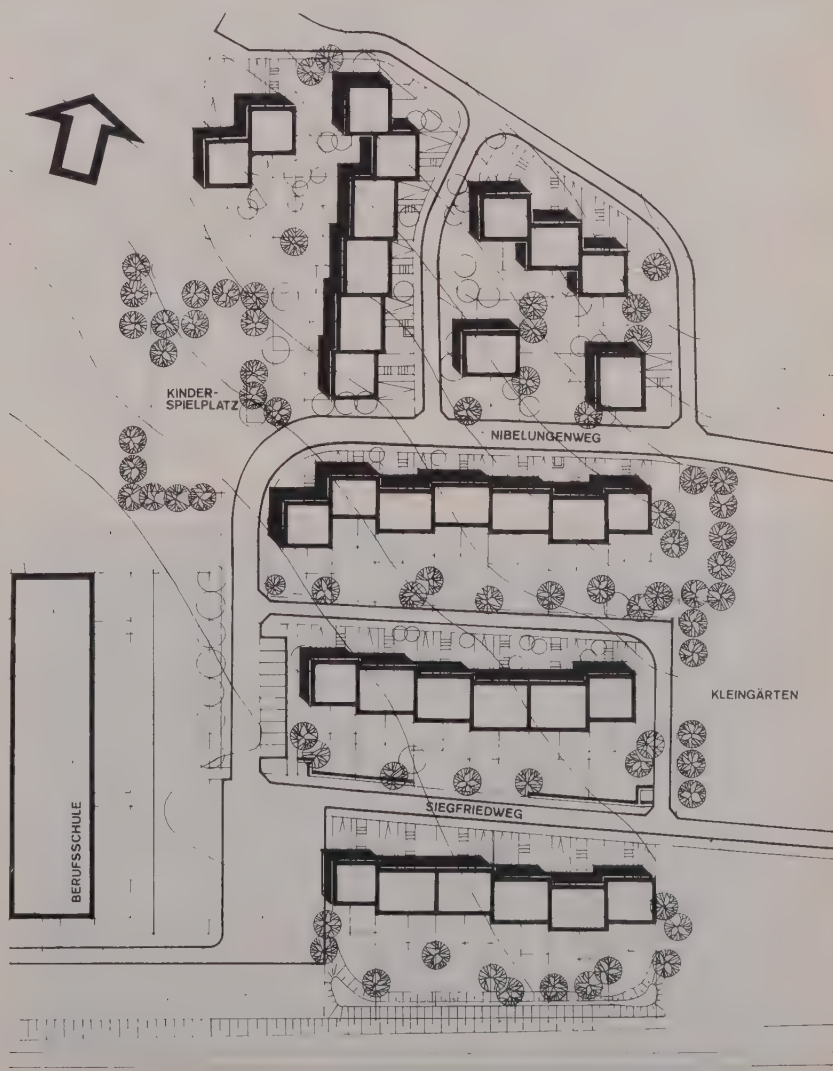 KINDER-
SPIELPLATZ
NIBELUNGENWEG
KLEINGÄRTEN
SIEGFRIEDWEG
BERUFSSCHULE